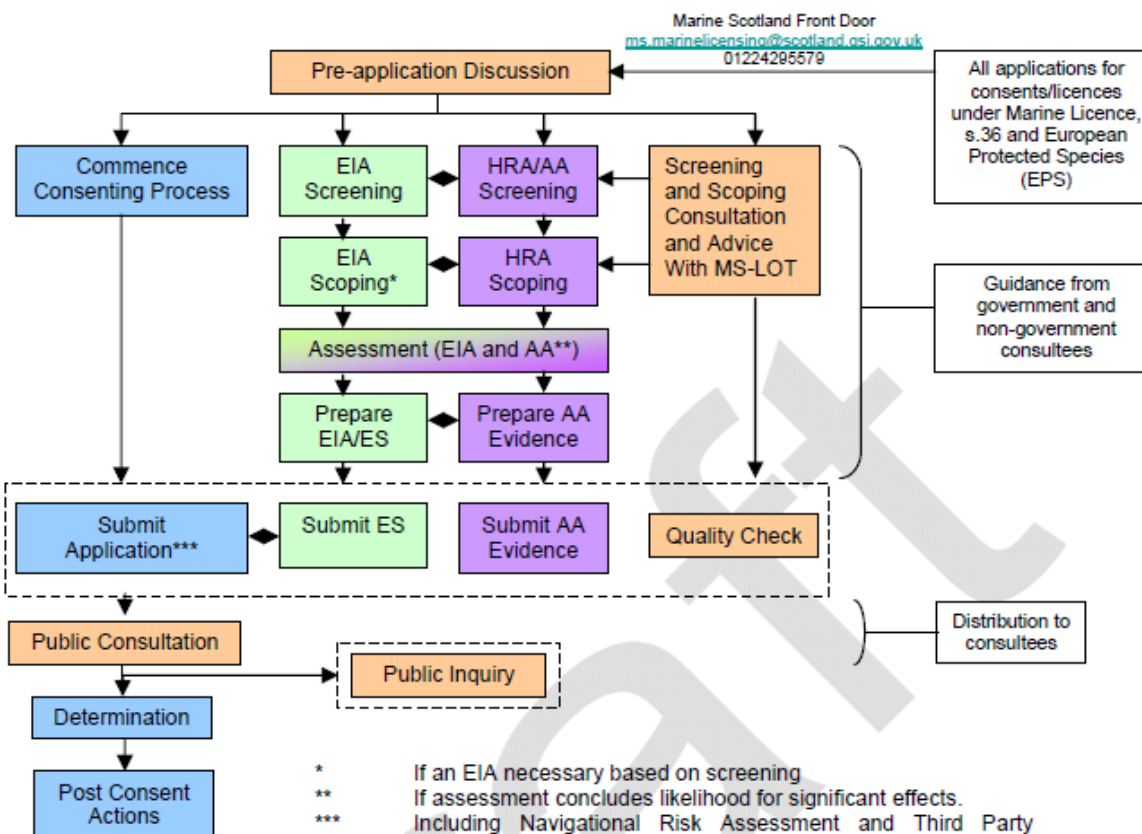 Marine Scotland Front Door
ms.marinelicensing@scotland.gsi.gov.uk
01224295579
Pre-application Discussion
All applications for
consents/licences
under Marine Licence,
s.36 and European
Protected Species
(EPS)
Commence
Consenting Process
EIA
Screening
HRA/AA
Screening
Screening
and Scoping
Consultation
and Advice
With MS-LOT
EIA
Scoping*
HRA
Scoping
Guidance from
government and
non-government
consultees
Assessment (EIA and AA**)
Prepare
EIA/ES
Prepare AA
Evidence
Submit
Application***
Submit ES
Submit AA
Evidence
Quality Check
Public Consultation
Distribution to
consultees
Public Inquiry
Determination
Post Consent
Actions
* If an EIA necessary based on screening
** If assessment concludes likelihood for significant effects.
*** Including Navigational Risk Assessment and Third Party